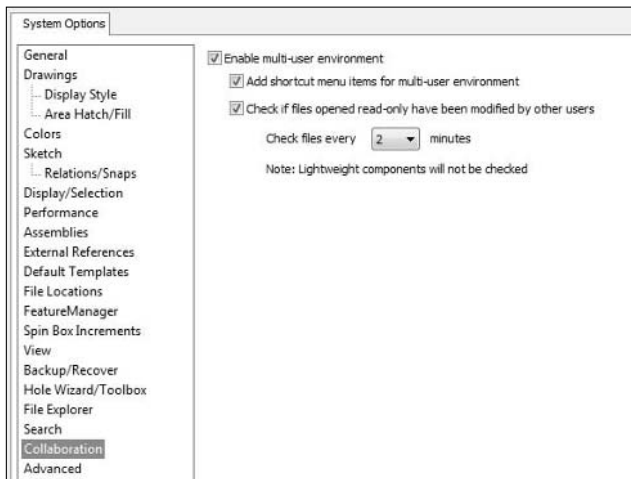 System Options
General
Drawings
Display Style
Area Hatch/Fill
Colors
Sketch
Relations/Snaps
Display/Selection
Performance
Assemblies
External References
Default Templates
File Locations
FeatureManager
Spin Box Increments
View
Backup/Recover
Hole Wizard/Toolbox
File Explorer
Search
Collaboration
Advanced
Enable multi-user environment
Add shortcut menu items for multi-user environment
Check if files opened read-only have been modified by other users
Check files every 2 minutes
Note: Lightweight components will not be checked